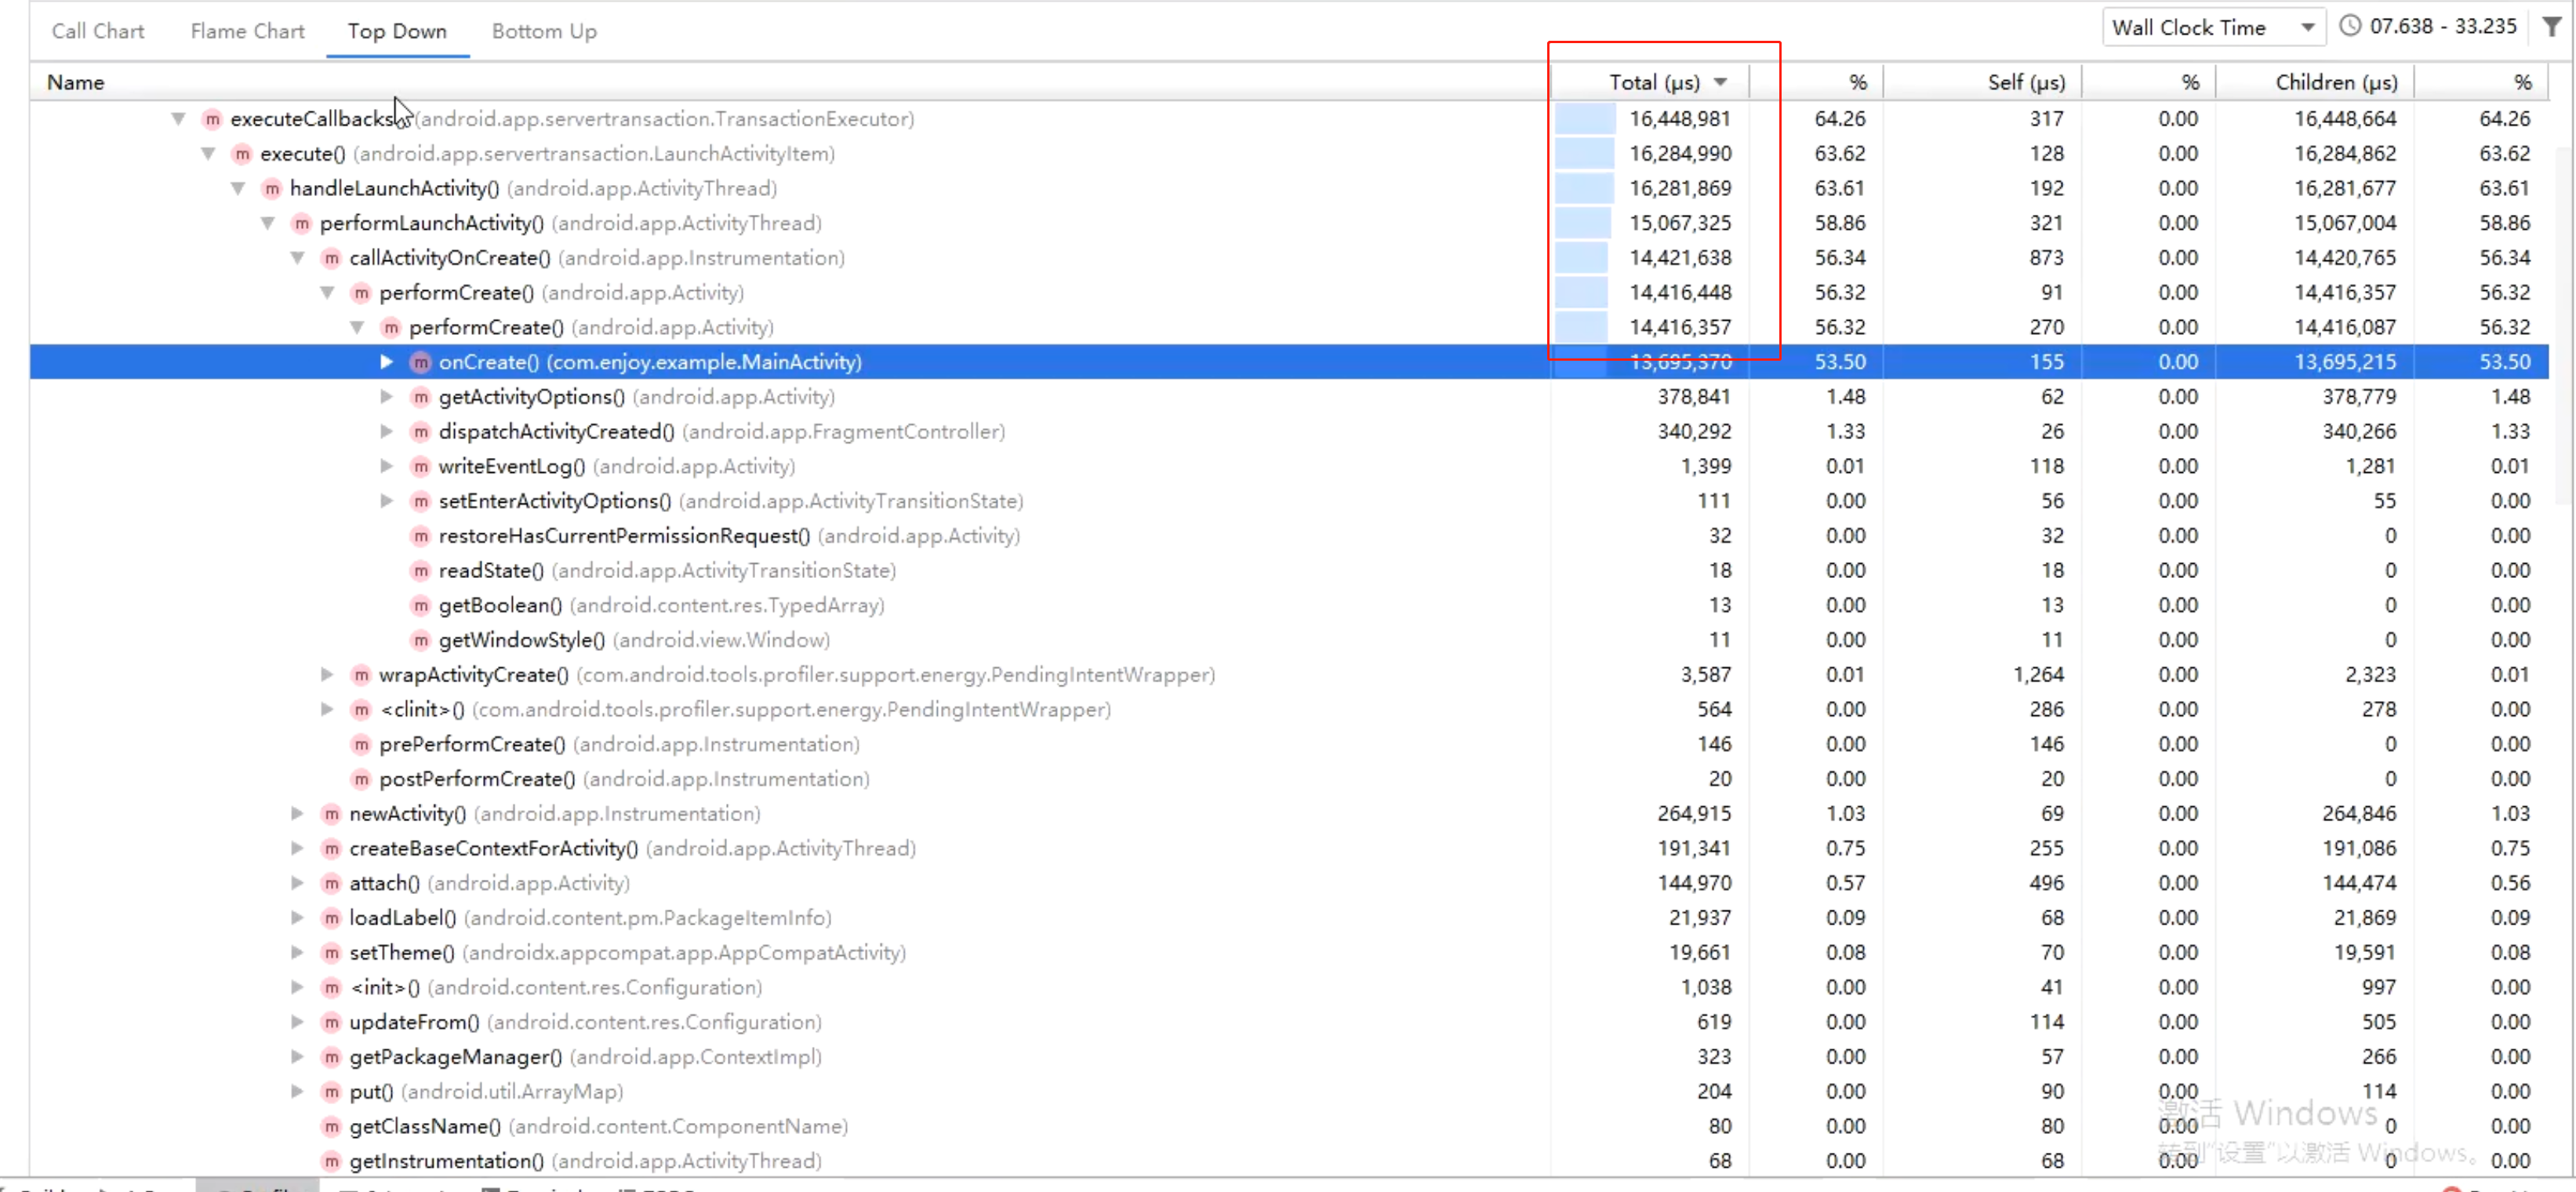 Call Chart Flame Chart Top Down Bottom Up Wall Clock Time 07.638 - 33.235
Name Total (µs) % Self (µs) % Children (µs) %
m executeCallbacks (android.app.servertransaction.TransactionExecutor) 16,448,981 64.26 317 0.00 16,448,664 64.26
m execute() (android.app.servertransaction.LaunchActivityItem) 16,284,990 63.62 128 0.00 16,284,862 63.62
m handleLaunchActivity() (android.app.ActivityThread) 16,281,869 63.61 192 0.00 16,281,677 63.61
m performLaunchActivity() (android.app.ActivityThread) 15,067,325 58.86 321 0.00 15,067,004 58.86
m callActivityOnCreate() (android.app.Instrumentation) 14,421,638 56.34 873 0.00 14,420,765 56.34
m performCreate() (android.app.Activity) 14,416,448 56.32 91 0.00 14,416,357 56.32
m performCreate() (android.app.Activity) 14,416,357 56.32 270 0.00 14,416,087 56.32
m onCreate() (com.enjoy.example.MainActivity) 13,695,370 53.50 155 0.00 13,695,215 53.50
m getActivityOptions() (android.app.Activity) 378,841 1.48 62 0.00 378,779 1.48
m dispatchActivityCreated() (android.app.FragmentController) 340,292 1.33 26 0.00 340,266 1.33
m writeEventLog() (android.app.Activity) 1,399 0.01 118 0.00 1,281 0.01
m setEnterActivityOptions() (android.app.ActivityTransitionState) 111 0.00 56 0.00 55 0.00
m restoreHasCurrentPermissionRequest() (android.app.Activity) 32 0.00 32 0.00 0 0.00
m readState() (android.app.ActivityTransitionState) 18 0.00 18 0.00 0 0.00
m getBoolean() (android.content.res.TypedArray) 13 0.00 13 0.00 0 0.00
m getWindowStyle() (android.view.Window) 11 0.00 11 0.00 0 0.00
m wrapActivityCreate() (com.android.tools.profiler.support.energy.PendingIntentWrapper) 3,587 0.01 1,264 0.00 2,323 0.01
m <clinit>() (com.android.tools.profiler.support.energy.PendingIntentWrapper) 564 0.00 286 0.00 278 0.00
m prePerformCreate() (android.app.Instrumentation) 146 0.00 146 0.00 0 0.00
m postPerformCreate() (android.app.Instrumentation) 20 0.00 20 0.00 0 0.00
m newActivity() (android.app.Instrumentation) 264,915 1.03 69 0.00 264,846 1.03
m createBaseContextForActivity() (android.app.ActivityThread) 191,341 0.75 255 0.00 191,086 0.75
m attach() (android.app.Activity) 144,970 0.57 496 0.00 144,474 0.56
m loadLabel() (android.content.pm.PackageItemInfo) 21,937 0.09 68 0.00 21,869 0.09
m setTheme() (androidx.appcompat.app.AppCompatActivity) 19,661 0.08 70 0.00 19,591 0.08
m <init>() (android.content.res.Configuration) 1,038 0.00 41 0.00 997 0.00
m updateFrom() (android.content.res.Configuration) 619 0.00 114 0.00 505 0.00
m getPackageManager() (android.app.ContextImpl) 323 0.00 57 0.00 266 0.00
m put() (android.util.ArrayMap) 204 0.00 90 0.00 114 0.00
激活 Windows
m getClassName() (android.content.ComponentName) 80 0.00 80 0.00 0 0.00
转到"设置"以激活 Windows。
m getInstrumentation() (android.app.ActivityThread) 68 0.00 68 0.00 0 0.00